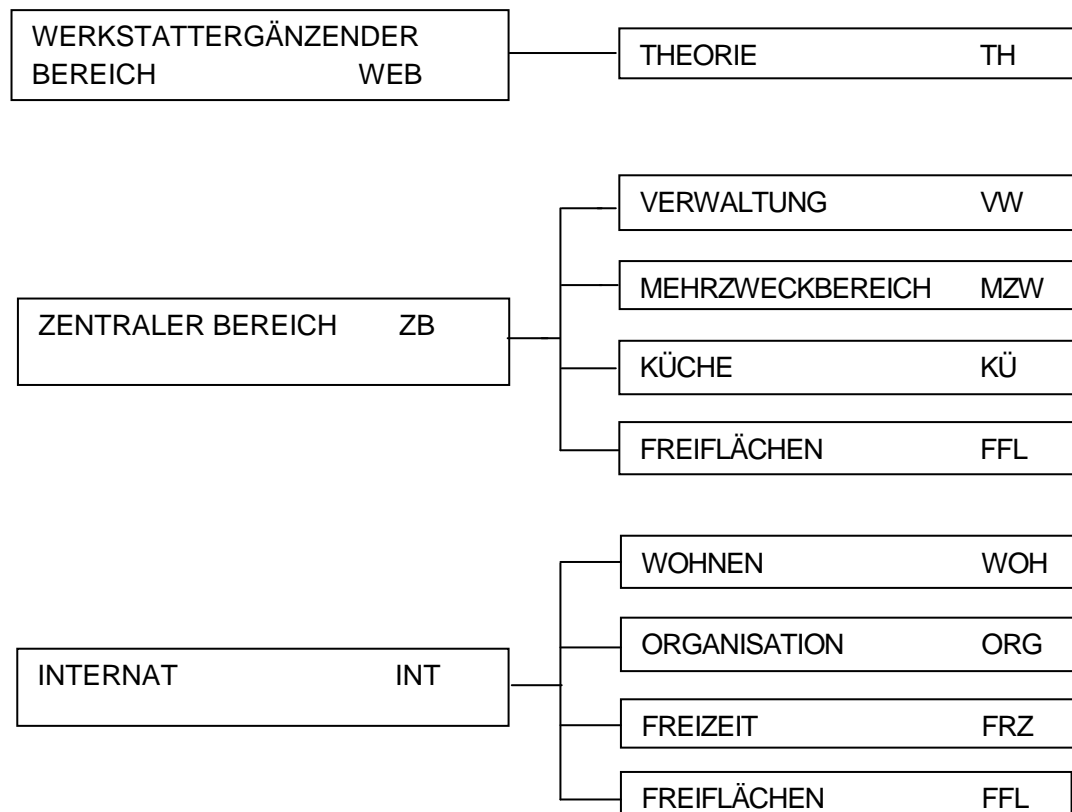 WERKSTATTERGÄNZENDER
BEREICH WEB
THEORIE TH
ZENTRALER BEREICH ZB
VERWALTUNG VW
MEHRZWECKBEREICH MZW
KÜCHE KÜ
FREIFLÄCHEN FFL
INTERNAT INT
WOHNEN WOH
ORGANISATION ORG
FREIZEIT FRZ
FREIFLÄCHEN FFL